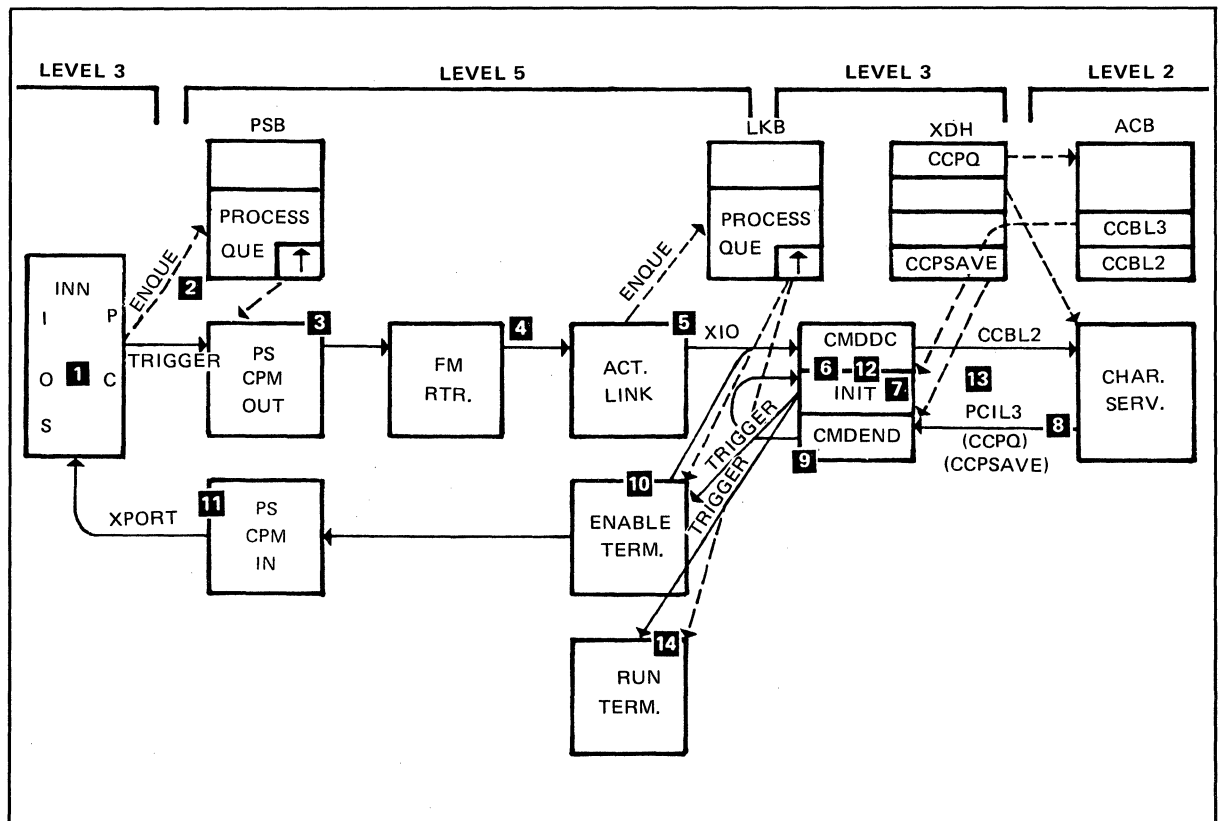 LEVEL 3
LEVEL 5
LEVEL 3
LEVEL 2
PSB
LKB
XDH
ACB
PROCESS
QUE
PROCESS
QUE
CCPQ
CCPSAVE
CCBL3
CCBL2
INN
I P
1
O C
S
ENQUE
2
TRIGGER
3
PS
CPM
OUT
4
FM
RTR.
ENQUE
5
ACT.
LINK
XIO
CMDDC
6 12 7
INIT
CMDEND
9
CCBL2
13
PCIL3
8
(CCPQ)
(CCPSAVE)
CHAR.
SERV.
TRIGGER
TRIGGER
10
ENABLE
TERM.
11
PS
CPM
IN
XPORT
14
RUN
TERM.